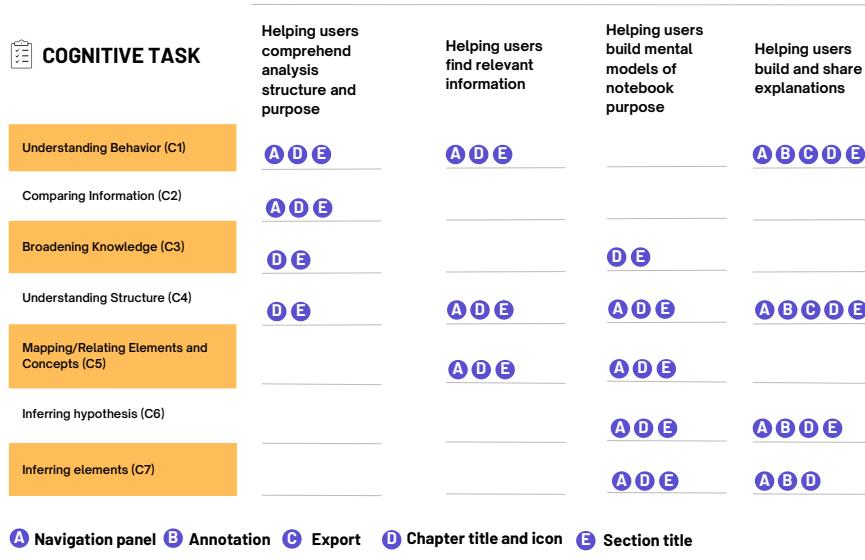 COGNITIVE TASK
Helping users
comprehend
analysis
structure and
purpose
Helping users
find relevant
information
Helping users
build mental
models of
notebook
purpose
Helping users
build and share
explanations
Understanding Behavior (C1)
A D E
A D E
A B C D E
Comparing Information (C2)
A D E
Broadening Knowledge (C3)
D E
D E
Understanding Structure (C4)
D E
A D E
A D E
A B C D E
Mapping/Relating Elements and
Concepts (C5)
A D E
A D E
Inferring hypothesis (C6)
A D E
A B D E
Inferring elements (C7)
A D E
A B D
A Navigation panel B Annotation C Export D Chapter title and icon E Section title